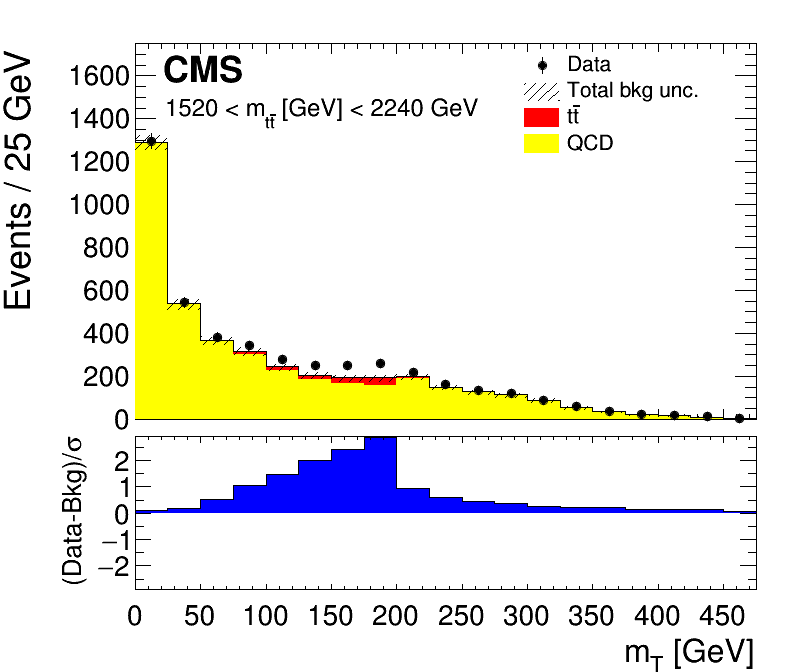 CMS
1520 < m_tt̄ [GeV] < 2240 GeV
Data
Total bkg unc.
tt̄
QCD
Events / 25 GeV
1600
1400
1200
1000
800
600
400
200
0
(Data-Bkg)/σ
2
1
0
−1
−2
0 50 100 150 200 250 300 350 400 450
m_T [GeV]